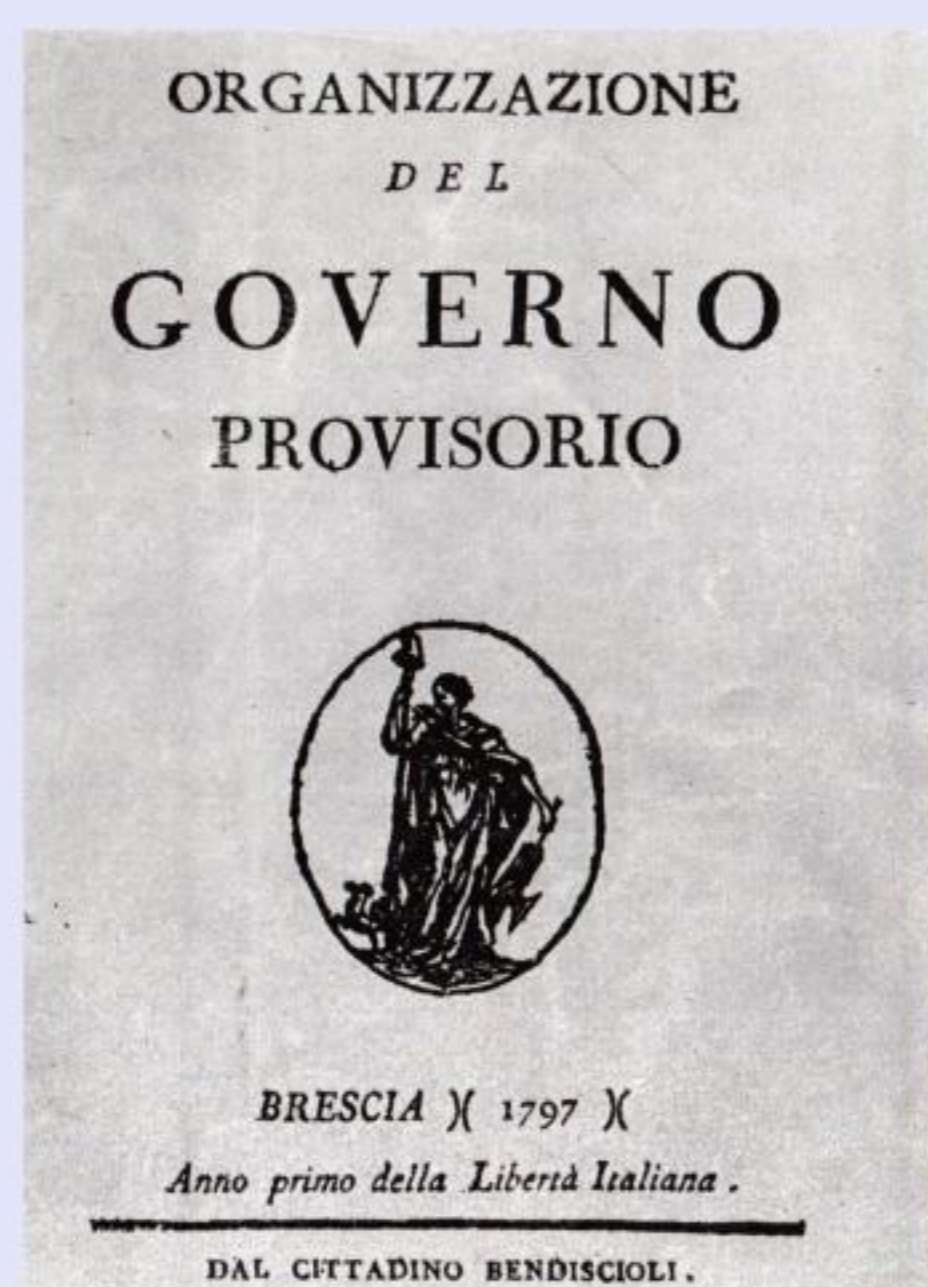 ORGANIZZAZIONE
DEL
GOVERNO
PROVISORIO
BRESCIA )( 1797 )(
Anno primo della Libertà Italiana .
DAL CITTADINO BENDISCIOLI .